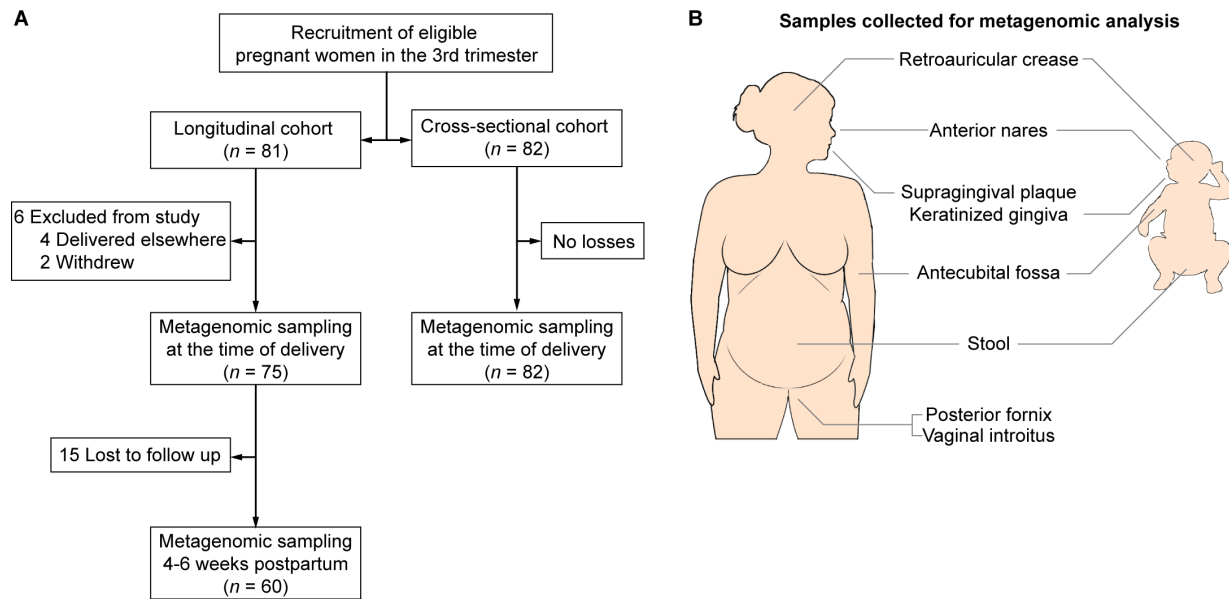 A
Recruitment of eligible
pregnant women in the 3rd trimester
Longitudinal cohort
(n = 81)
Cross-sectional cohort
(n = 82)
6 Excluded from study
4 Delivered elsewhere
2 Withdrew
No losses
Metagenomic sampling
at the time of delivery
(n = 75)
Metagenomic sampling
at the time of delivery
(n = 82)
15 Lost to follow up
Metagenomic sampling
4-6 weeks postpartum
(n = 60)
B
Samples collected for metagenomic analysis
Retroauricular crease
Anterior nares
Supragingival plaque
Keratinized gingiva
Antecubital fossa
Stool
Posterior fornix
Vaginal introitus